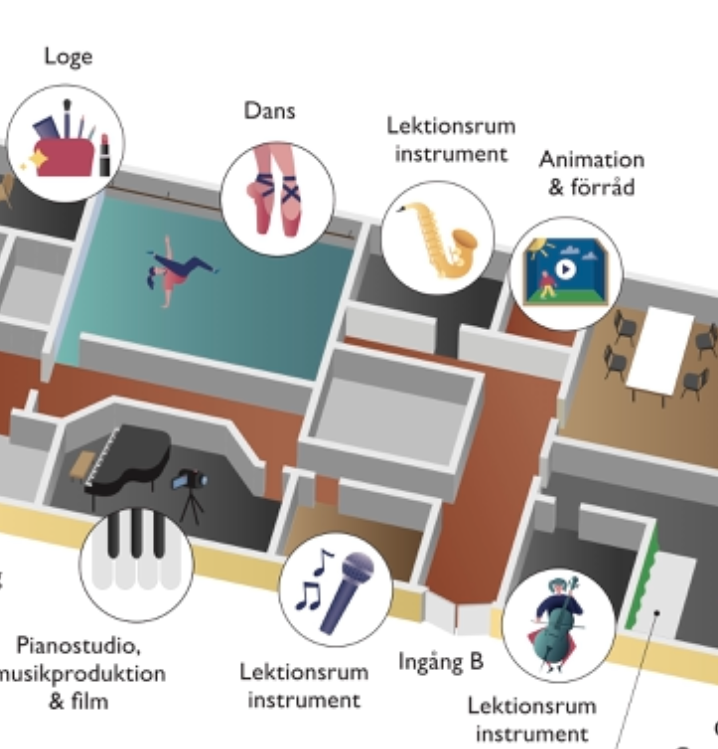 Loge
Dans
Lektionsrum
instrument
Animation
& förråd
Pianostudio,
musikproduktion
& film
Lektionsrum
instrument
Ingång B
Lektionsrum
instrument